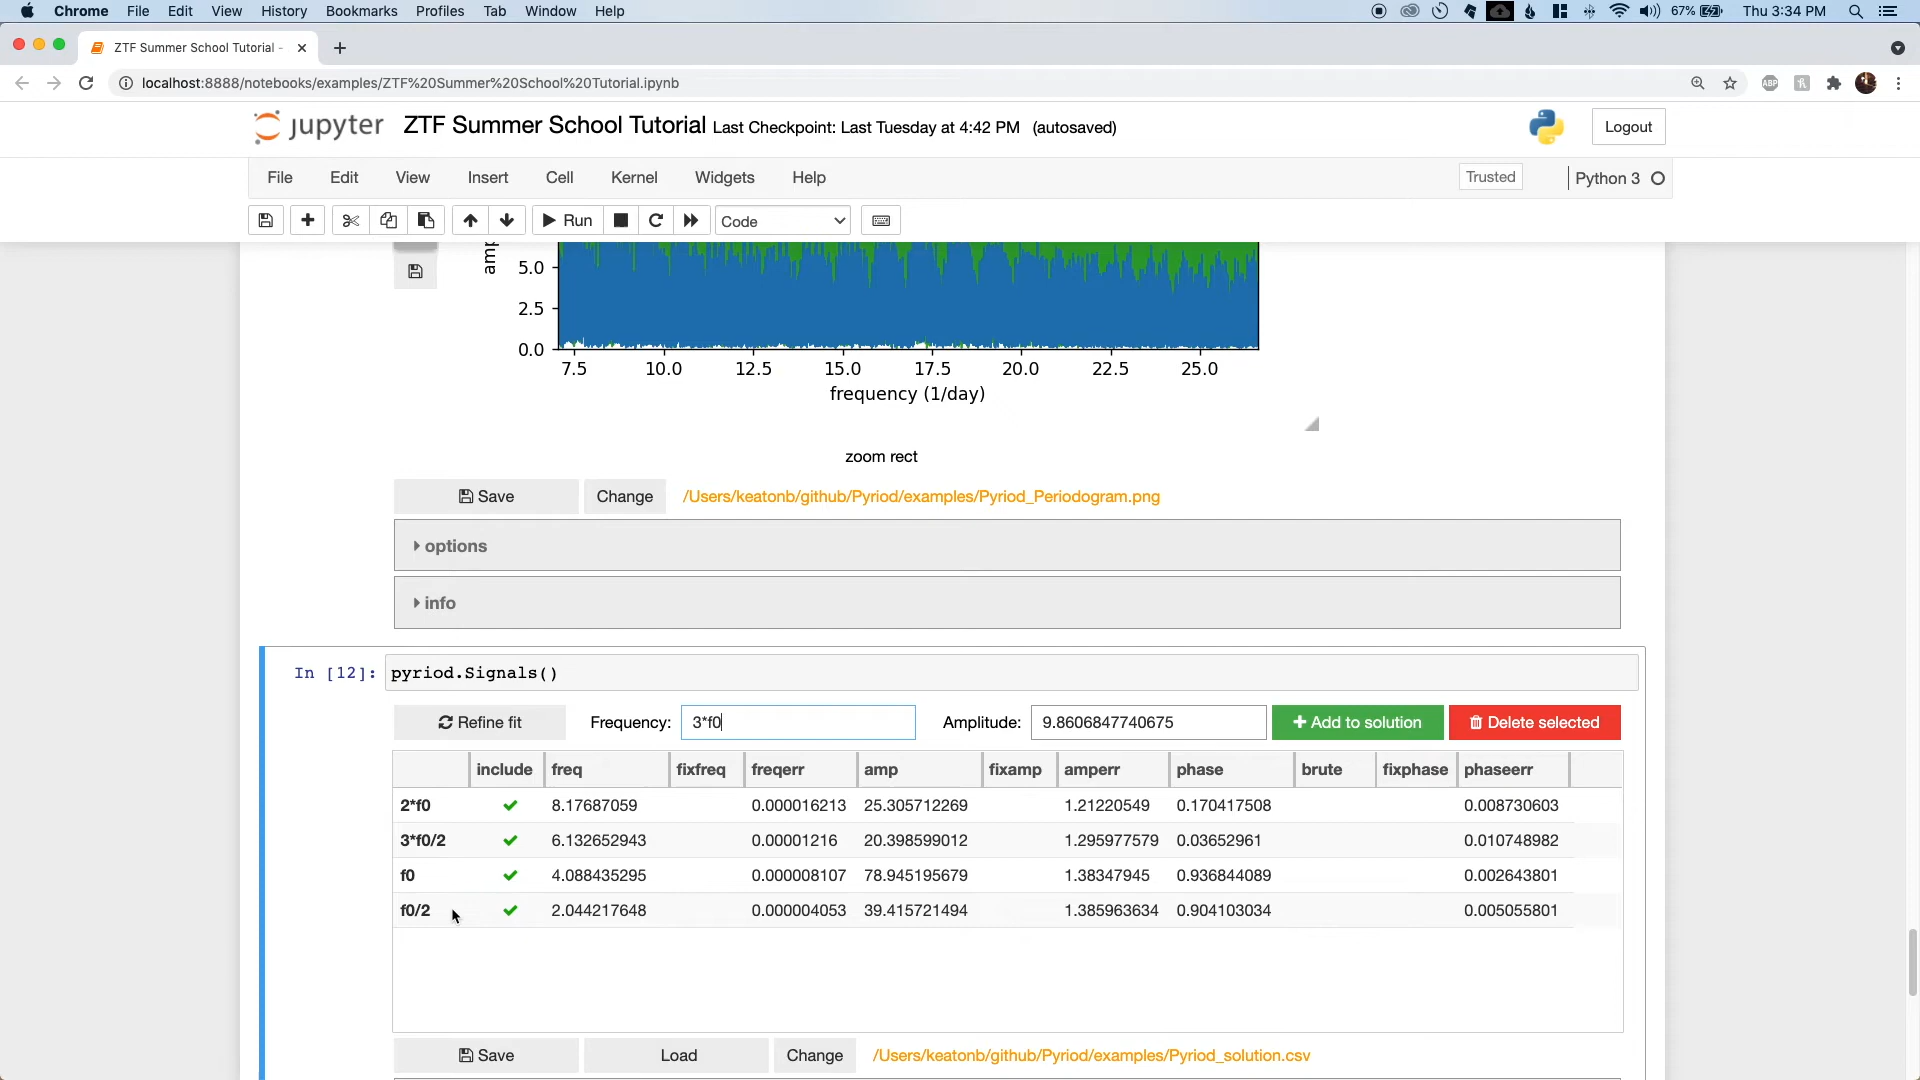 Chrome File Edit View History Bookmarks Profiles Tab Window Help 67% Thu 3:34 PM
ZTF Summer School Tutorial -
localhost:8888/notebooks/examples/ZTF%20Summer%20School%20Tutorial.ipynb ABP
jupyter ZTF Summer School Tutorial Last Checkpoint: Last Tuesday at 4:42 PM (autosaved) Logout
File Edit View Insert Cell Kernel Widgets Help Trusted Python 3
Run Code
amp
5.0
2.5
0.0
7.5 10.0 12.5 15.0 17.5 20.0 22.5 25.0
frequency (1/day)
zoom rect
Save Change /Users/keatonb/github/Pyriod/examples/Pyriod_Periodogram.png
options
info
In [12]: pyriod.Signals()
Refine fit Frequency: 3*f0 Amplitude: 9.8606847740675 Add to solution Delete selected
include freq fixfreq freqerr amp fixamp amperr phase brute fixphase phaseerr
2*f0 8.17687059 0.000016213 25.305712269 1.21220549 0.170417508 0.008730603
3*f0/2 6.132652943 0.00001216 20.398599012 1.295977579 0.03652961 0.010748982
f0 4.088435295 0.000008107 78.945195679 1.38347945 0.936844089 0.002643801
f0/2 2.044217648 0.000004053 39.415721494 1.385963634 0.904103034 0.005055801
Save Load Change /Users/keatonb/github/Pyriod/examples/Pyriod_solution.csv